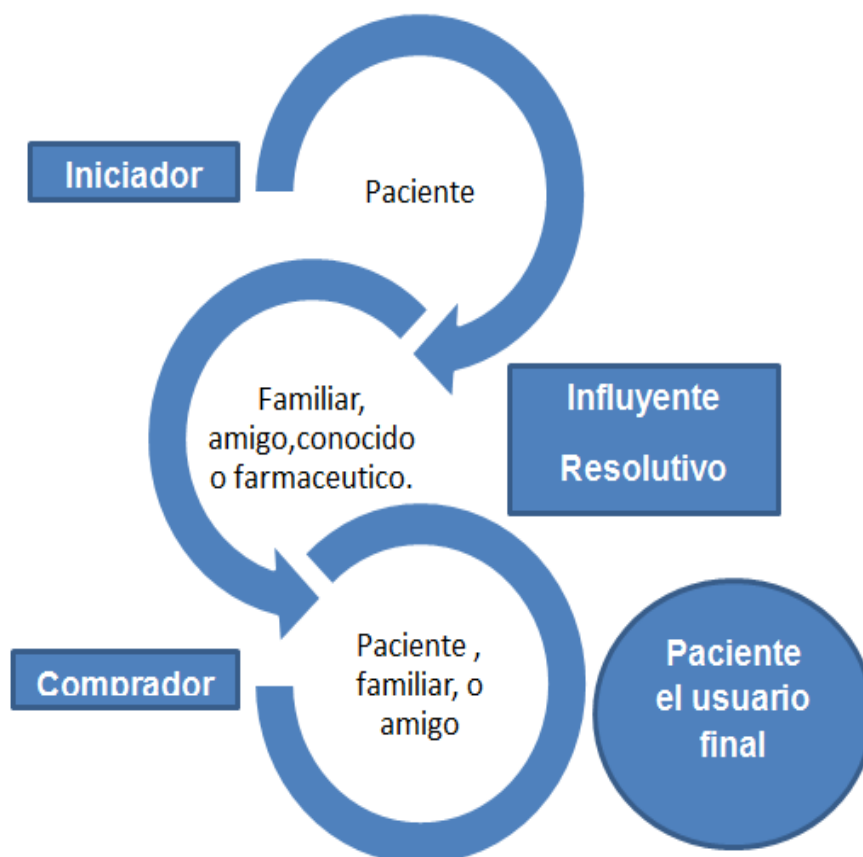 Iniciador
Paciente
Familiar,
amigo,conocido
o farmaceutico.
Influyente
Resolutivo
Comprador
Paciente ,
familiar, o
amigo
Paciente
el usuario
final